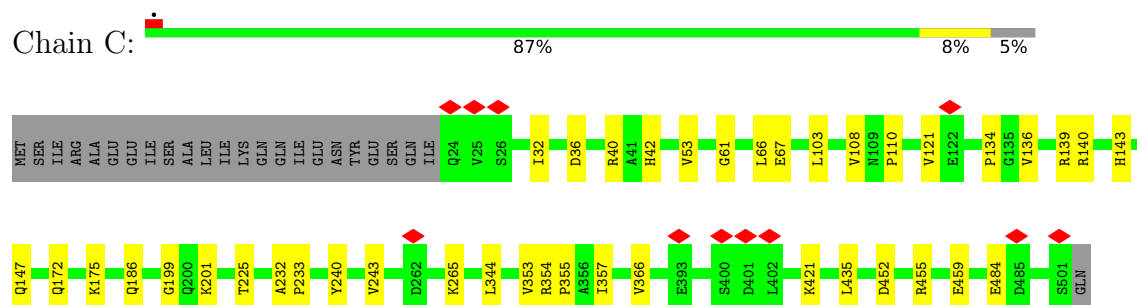 Chain C:
87% 8% 5%
MET SER ILE ARG ALA GLU GLU ILE SER ALA LEU ILE LYS GLN GLN ILE GLU ASN TYR GLU SER GLN ILE Q24 V25 S26 I32 D36 R40 A41 H42 V53 G61 L66 E67 L103 V108 N109 P110 V121 E122 P134 G135 V136 R139 R140 H143
Q147 Q172 K175 Q186 G199 Q200 K201 T225 A232 P233 Y240 V243 D262 K265 L344 V353 R354 P355 A356 I357 V366 E393 S400 D401 L402 K421 L435 D452 R455 E459 E484 D485 S501 GLN